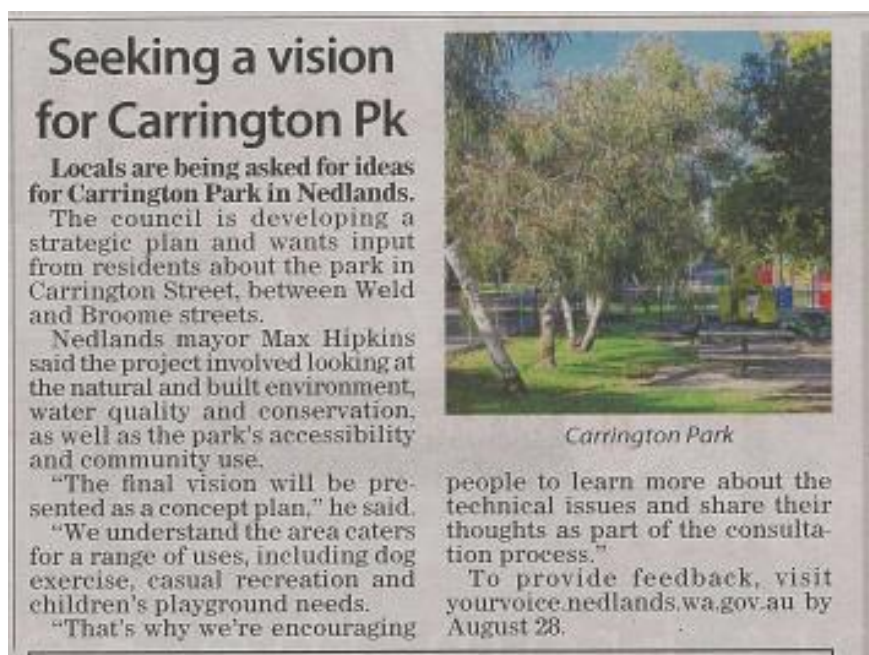 Seeking a vision
for Carrington Pk
Locals are being asked for ideas
for Carrington Park in Nedlands.
The council is developing a
strategic plan and wants input
from residents about the park in
Carrington Street, between Weld
and Broome streets.
Nedlands mayor Max Hipkins
said the project involved looking at
the natural and built environment,
water quality and conservation,
as well as the park's accessibility
and community use.
"The final vision will be pre-
sented as a concept plan," he said.
"We understand the area caters
for a range of uses, including dog
exercise, casual recreation and
children's playground needs.
"That's why we're encouraging
Carrington Park
people to learn more about the
technical issues and share their
thoughts as part of the consulta-
tion process."
To provide feedback, visit
yourvoice.nedlands.wa.gov.au by
August 28.